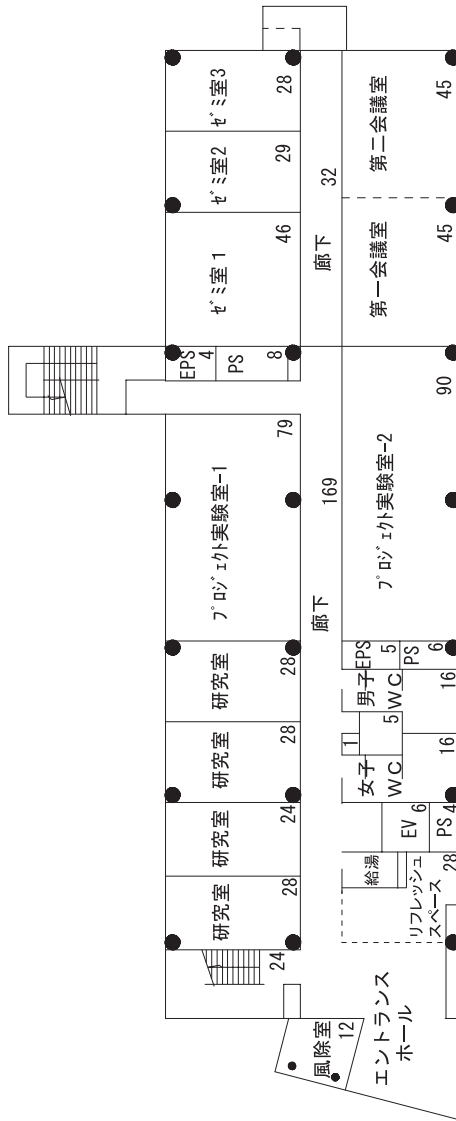 ｾﾞﾐ室3
28
ｾﾞﾐ室2
29
ｾﾞﾐ室1
46
廊下
32
第二会議室
45
第一会議室
45
EPS
4
PS
8
ﾌﾟﾛｼﾞｪｸﾄ実験室-1
79
廊下
169
ﾌﾟﾛｼﾞｪｸﾄ実験室-2
90
研究室
28
研究室
28
研究室
24
研究室
28
EPS
5
PS
6
男子
WC
16
5
1
女子
WC
16
EV
6
PS
4
給湯
リフレッシュ
スペース
28
24
風除室
12
エントランス
ホール